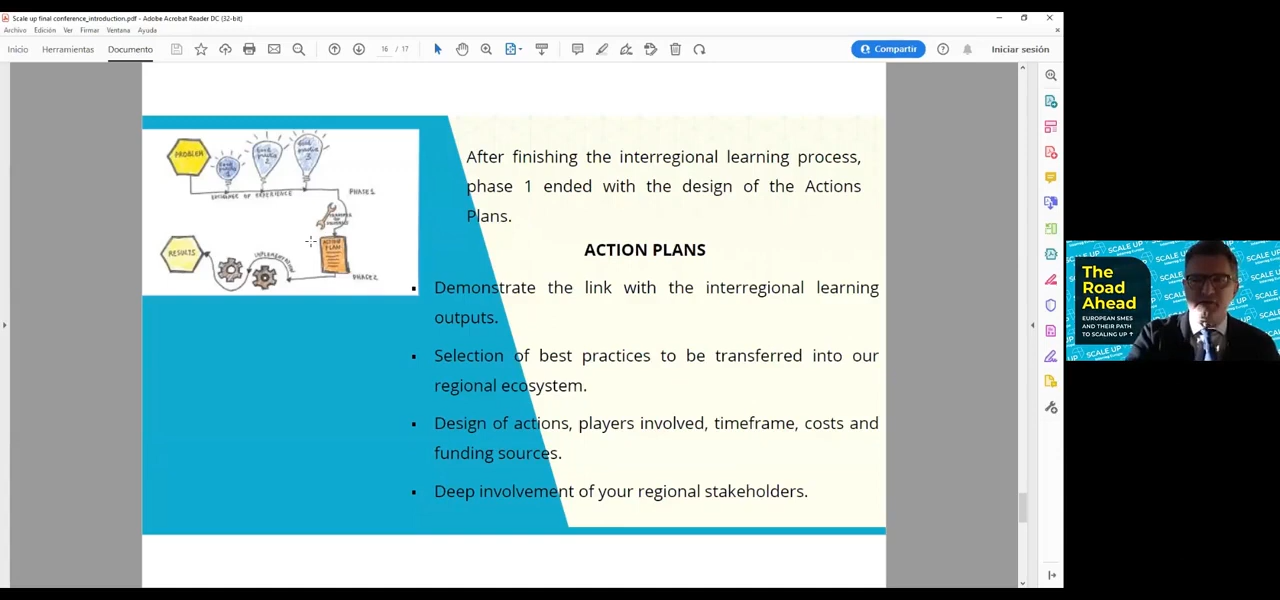 Scale up final conference_introduction.pdf - Adobe Acrobat Reader DC (32-bit)
Archivo Edición Ver Firmar Ventana Ayuda
Inicio Herramientas Documento 16 / 17 Compartir Iniciar sesión
PROBLEM
EXCHANGE OF EXPERIENCE
PHASE1
ACTION PLAN
RESULTS
IMPLEMENTATION
PHASE2
After finishing the interregional learning process,
phase 1 ended with the design of the Actions
Plans.
ACTION PLANS
▪ Demonstrate the link with the interregional learning
outputs.
▪ Selection of best practices to be transferred into our
regional ecosystem.
▪ Design of actions, players involved, timeframe, costs and
funding sources.
▪ Deep involvement of your regional stakeholders.
The
Road
Ahead
EUROPEAN SMES
AND THEIR PATH
TO SCALING UP
SCALE UP